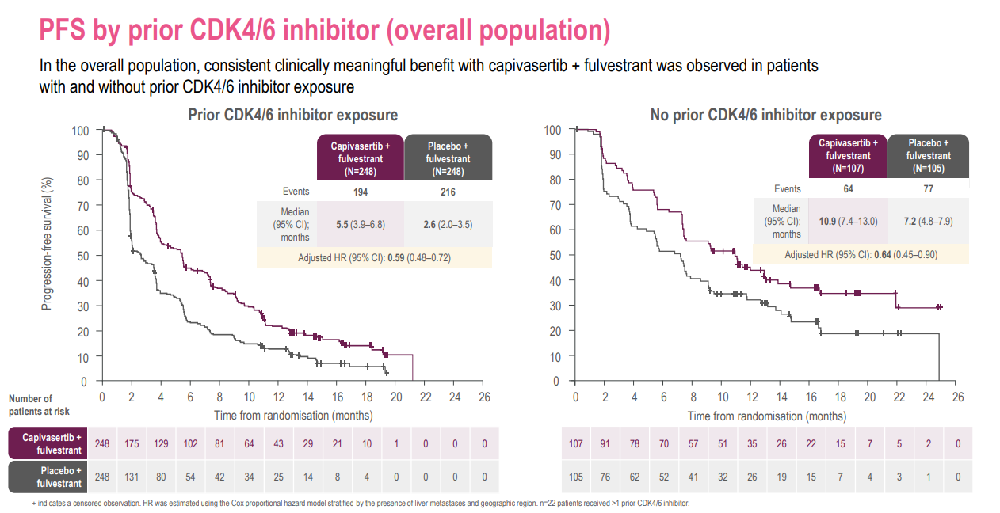 PFS by prior CDK4/6 inhibitor (overall population)
In the overall population, consistent clinically meaningful benefit with capivasertib + fulvestrant was observed in patients
with and without prior CDK4/6 inhibitor exposure
Prior CDK4/6 inhibitor exposure
Progression-free survival (%)
100
90
80
70
60
50
40
30
20
10
0
Capivasertib +
fulvestrant
(N=248)
Placebo +
fulvestrant
(N=248)
Events 194 216
Median
(95% CI);
months
5.5 (3.9–6.8) 2.6 (2.0–3.5)
Adjusted HR (95% CI): 0.59 (0.48–0.72)
0 2 4 6 8 10 12 14 16 18 20 22 24 26
Time from randomisation (months)
No prior CDK4/6 inhibitor exposure
100
90
80
70
60
50
40
30
20
10
0
Capivasertib +
fulvestrant
(N=107)
Placebo +
fulvestrant
(N=105)
Events 64 77
Median
(95% CI);
months
10.9 (7.4–13.0) 7.2 (4.8–7.9)
Adjusted HR (95% CI): 0.64 (0.45–0.90)
0 2 4 6 8 10 12 14 16 18 20 22 24 26
Time from randomisation (months)
Number of
patients at risk
Capivasertib +
fulvestrant
248 175 129 102 81 64 43 29 21 10 1 0 0 0
107 91 78 70 57 51 35 26 22 15 7 5 2 0
Placebo +
fulvestrant
248 131 80 54 42 34 25 14 8 4 0 0 0 0
105 76 62 52 41 32 26 19 15 7 4 3 1 0
+ indicates a censored observation. HR was estimated using the Cox proportional hazard model stratified by the presence of liver metastases and geographic region. n=22 patients received >1 prior CDK4/6 inhibitor.